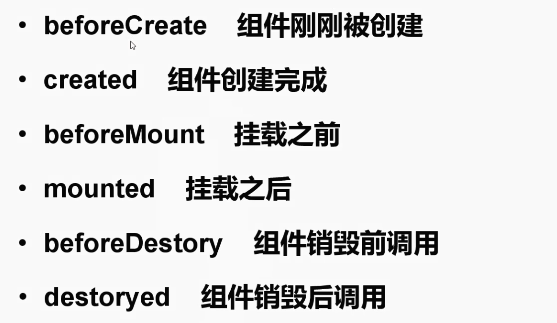 • beforeCreate 组件刚刚被创建
• created 组件创建完成
• beforeMount 挂载之前
• mounted 挂载之后
• beforeDestory 组件销毁前调用
• destoryed 组件销毁后调用